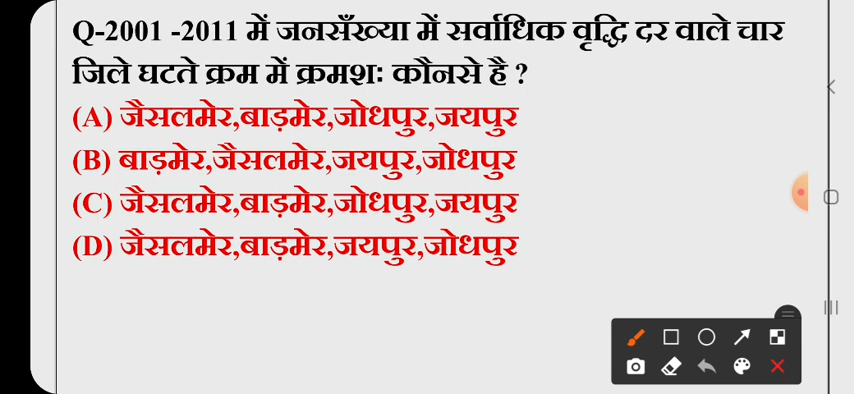 Q-2001 -2011 में जनसँख्या में सर्वाधिक वृद्धि दर वाले चार
जिले घटते क्रम में क्रमशः कौनसे है ?
(A) जैसलमेर,बाड़मेर,जोधपुर,जयपुर
(B) बाड़मेर,जैसलमेर,जयपुर,जोधपुर
(C) जैसलमेर,बाड़मेर,जोधपुर,जयपुर
(D) जैसलमेर,बाड़मेर,जयपुर,जोधपुर